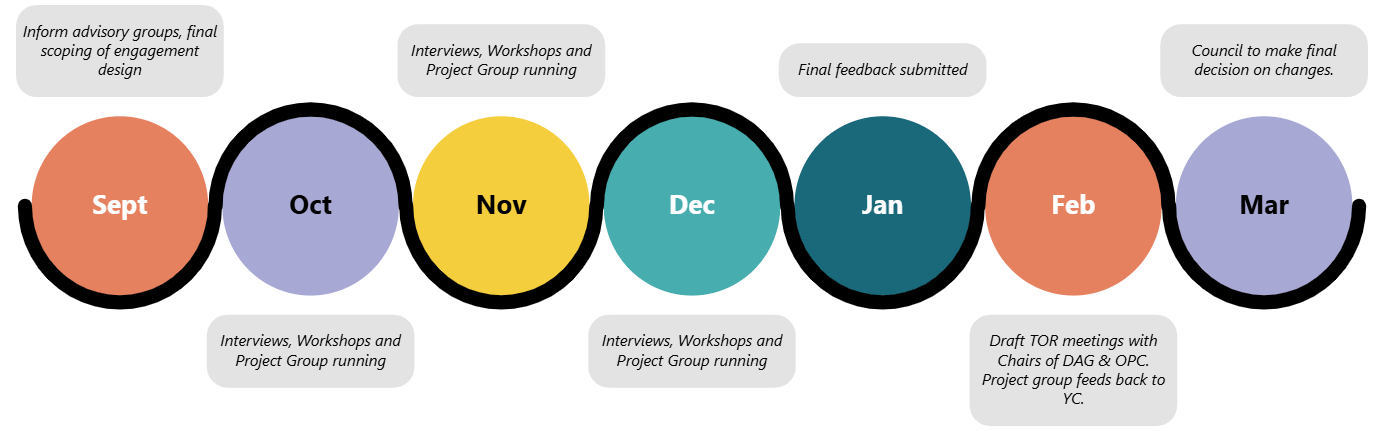 Inform advisory groups, final
scoping of engagement
design
Interviews, Workshops and
Project Group running
Final feedback submitted
Council to make final
decision on changes.
Sept
Oct
Nov
Dec
Jan
Feb
Mar
Interviews, Workshops and
Project Group running
Interviews, Workshops and
Project Group running
Draft TOR meetings with
Chairs of DAG & OPC.
Project group feeds back to
YC.